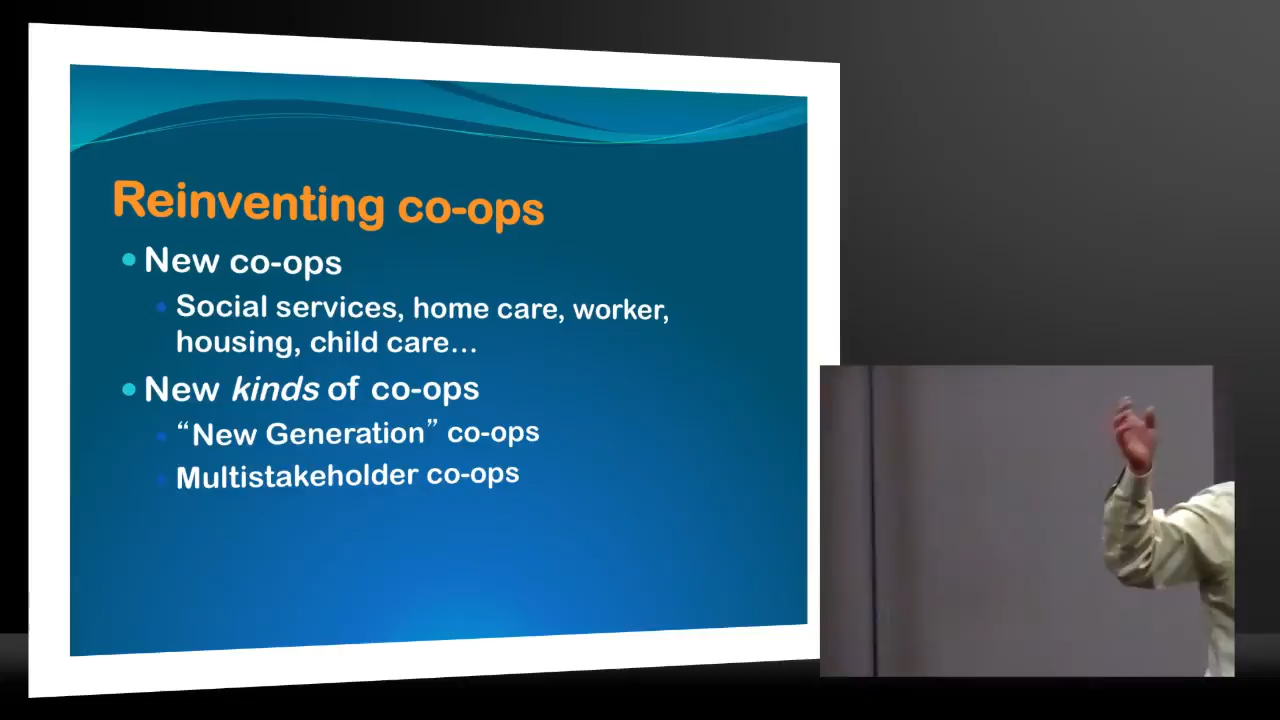 Reinventing co-ops
New co-ops
Social services, home care, worker,
housing, child care...
New kinds of co-ops
“New Generation” co-ops
Multistakeholder co-ops